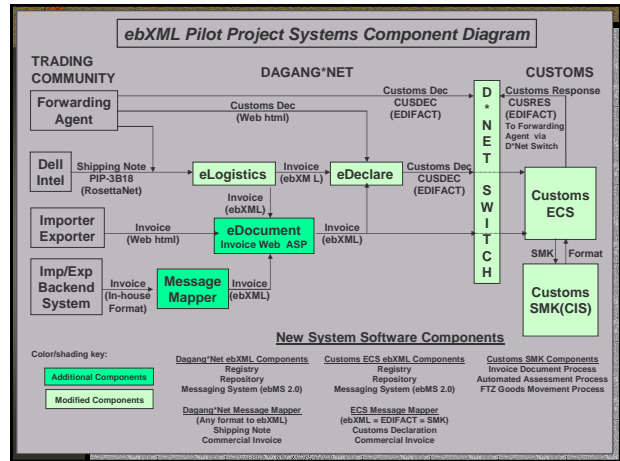 ebXML Pilot Project Systems Component Diagram
TRADING
COMMUNITY
DAGANG*NET
CUSTOMS
Forwarding
Agent
Customs Dec
(Web html)
Customs Dec
CUSDEC
(EDIFACT)
D
*
N
E
T
S
W
I
T
C
H
Customs Response
CUSRES
(EDIFACT)
To Forwarding
Agent via
D*Net Switch
Dell
Intel
Shipping Note
PIP-3B18
(RosettaNet)
eLogistics
Invoice
(ebXM L)
eDeclare
Customs Dec
CUSDEC
(EDIFACT)
Customs
ECS
Invoice
(ebXML)
Importer
Exporter
Invoice
(Web html)
eDocument
Invoice Web ASP
Invoice
(ebXML)
SMK
Format
Imp/Exp
Backend
System
Invoice
(In-house
Format)
Message
Mapper
Invoice
(ebXML)
Customs
SMK(CIS)
New System Software Components
Color/shading key:
Additional Components
Modified Components
Dagang*Net ebXML Components
Registry
Repository
Messaging System (ebMS 2.0)
Customs ECS ebXML Components
Registry
Repository
Messaging System (ebMS 2.0)
Customs SMK Components
Invoice Document Process
Automated Assessment Process
FTZ Goods Movement Process
Dagang*Net Message Mapper
(Any format to ebXML)
Shipping Note
Commercial Invoice
ECS Message Mapper
(ebXML = EDIFACT = SMK)
Customs Declaration
Commercial Invoice